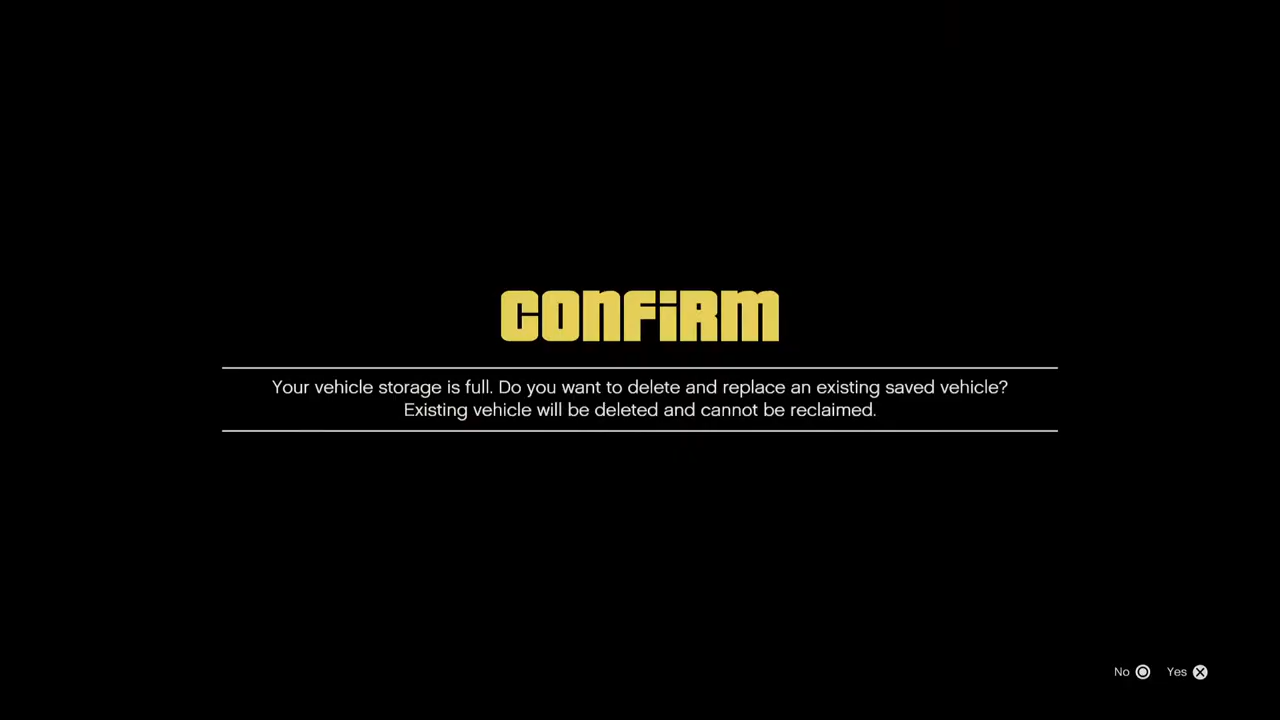 CONFIRM
Your vehicle storage is full. Do you want to delete and replace an existing saved vehicle?
Existing vehicle will be deleted and cannot be reclaimed.
No Yes